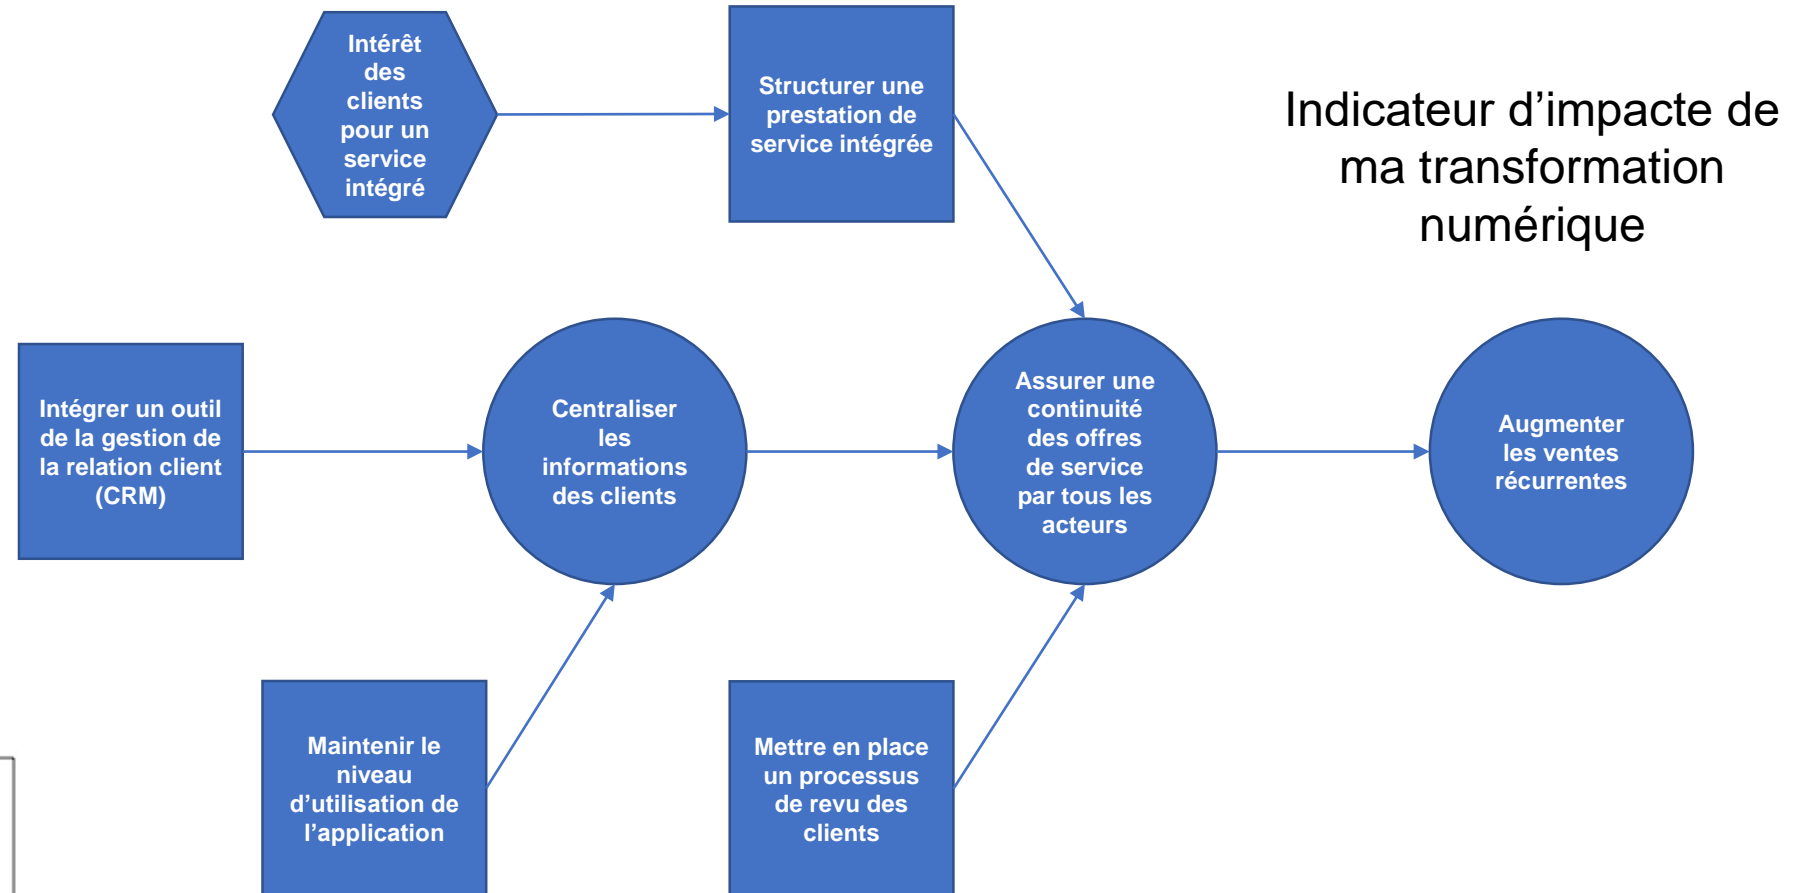 Intérêt
des
clients
pour un
service
intégré
Structurer une
prestation de
service intégrée
Indicateur d’impacte de
ma transformation
numérique
Intégrer un outil
de la gestion de
la relation client
(CRM)
Centraliser
les
informations
des clients
Assurer une
continuité
des offres
de service
par tous les
acteurs
Augmenter
les ventes
récurrentes
Maintenir le
niveau
d’utilisation de
l’application
Mettre en place
un processus
de revu des
clients